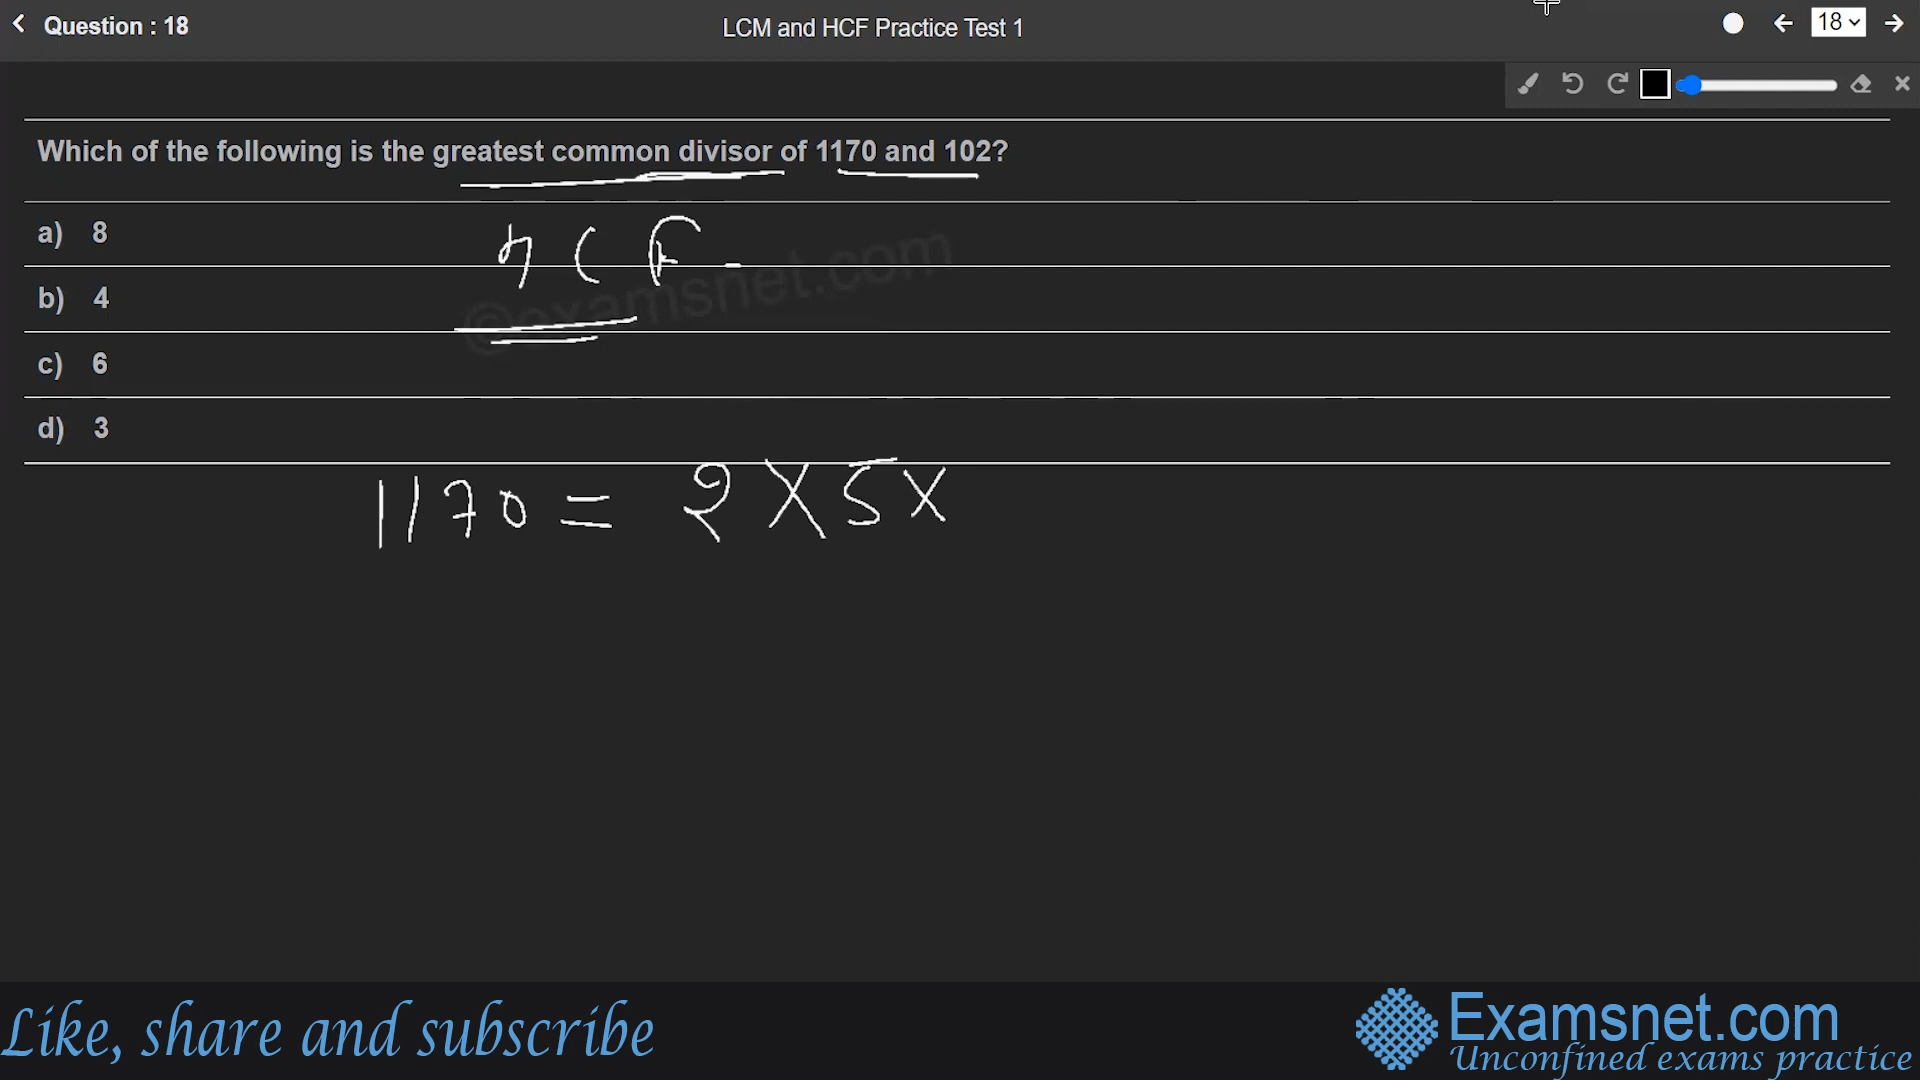 Question : 18
LCM and HCF Practice Test 1
18
Which of the following is the greatest common divisor of 1170 and 102?
a) 8
H C F -
b) 4
©examsnet.com
c) 6
d) 3
1170 = 2 X 5 X
Like, share and subscribe
Examsnet.com
Unconfined exams practice